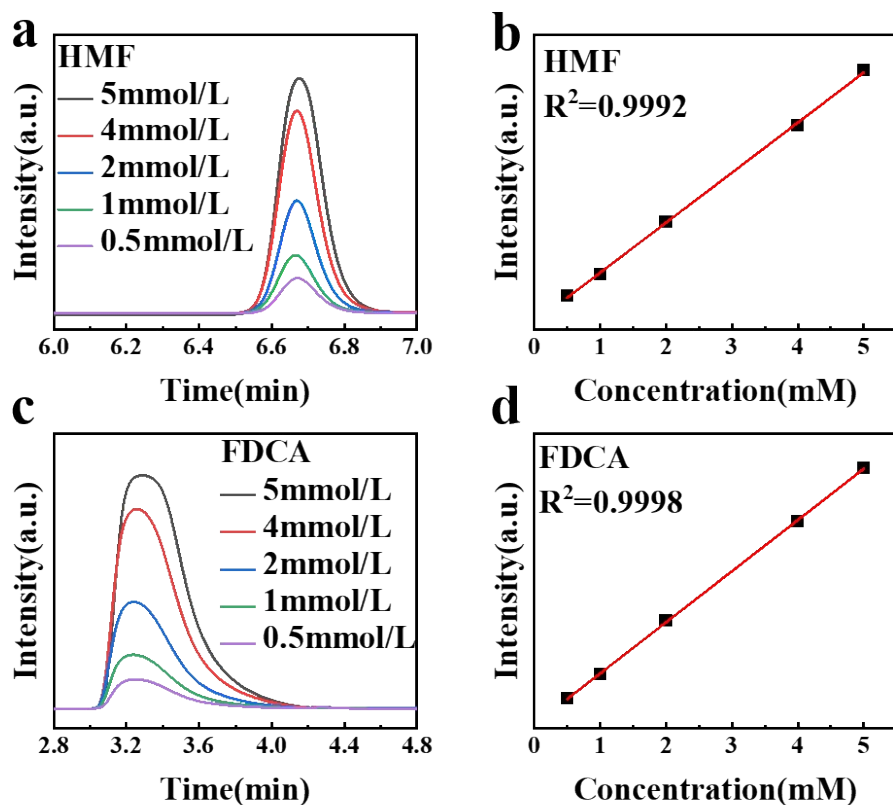 a
HMF
5mmol/L
4mmol/L
2mmol/L
1mmol/L
0.5mmol/L
Intensity(a.u.)
6.0 6.2 6.4 6.6 6.8 7.0
Time(min)
b
HMF
R²=0.9992
Intensity(a.u.)
0 1 2 3 4 5
Concentration(mM)
c
FDCA
5mmol/L
4mmol/L
2mmol/L
1mmol/L
0.5mmol/L
Intensity(a.u.)
2.8 3.2 3.6 4.0 4.4 4.8
Time(min)
d
FDCA
R²=0.9998
Intensity(a.u.)
0 1 2 3 4 5
Concentration(mM)